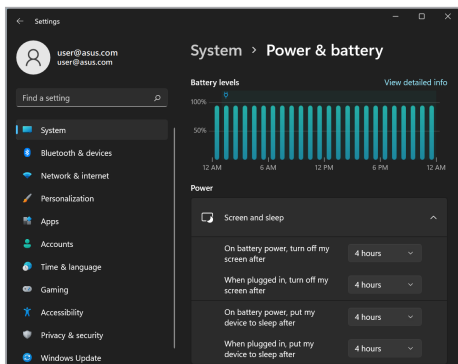 Settings
user@asus.com
user@asus.com
Find a setting
System
Bluetooth & devices
Network & internet
Personalization
Apps
Accounts
Time & language
Gaming
Accessibility
Privacy & security
Windows Update
System > Power & battery
Battery levels
View detailed info
100%
50%
12 AM 6 AM 12 PM 6 PM 12 AM
Power
Screen and sleep
On battery power, turn off my
screen after
4 hours
When plugged in, turn off my
screen after
4 hours
On battery power, put my
device to sleep after
4 hours
When plugged in, put my
device to sleep after
4 hours